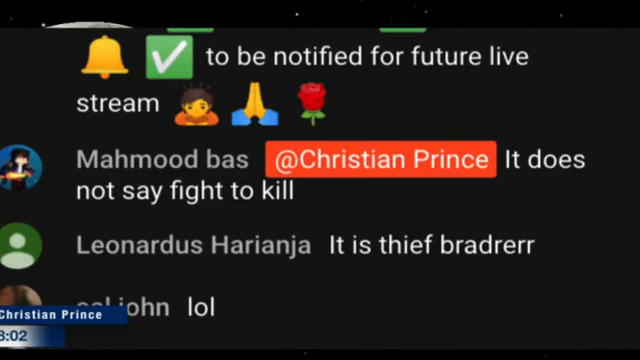 to be notified for future live
stream
Mahmood bas @Christian Prince It does
not say fight to kill
Leonardus Harianja It is thief bradrerr
john lol
Christian Prince
8:02